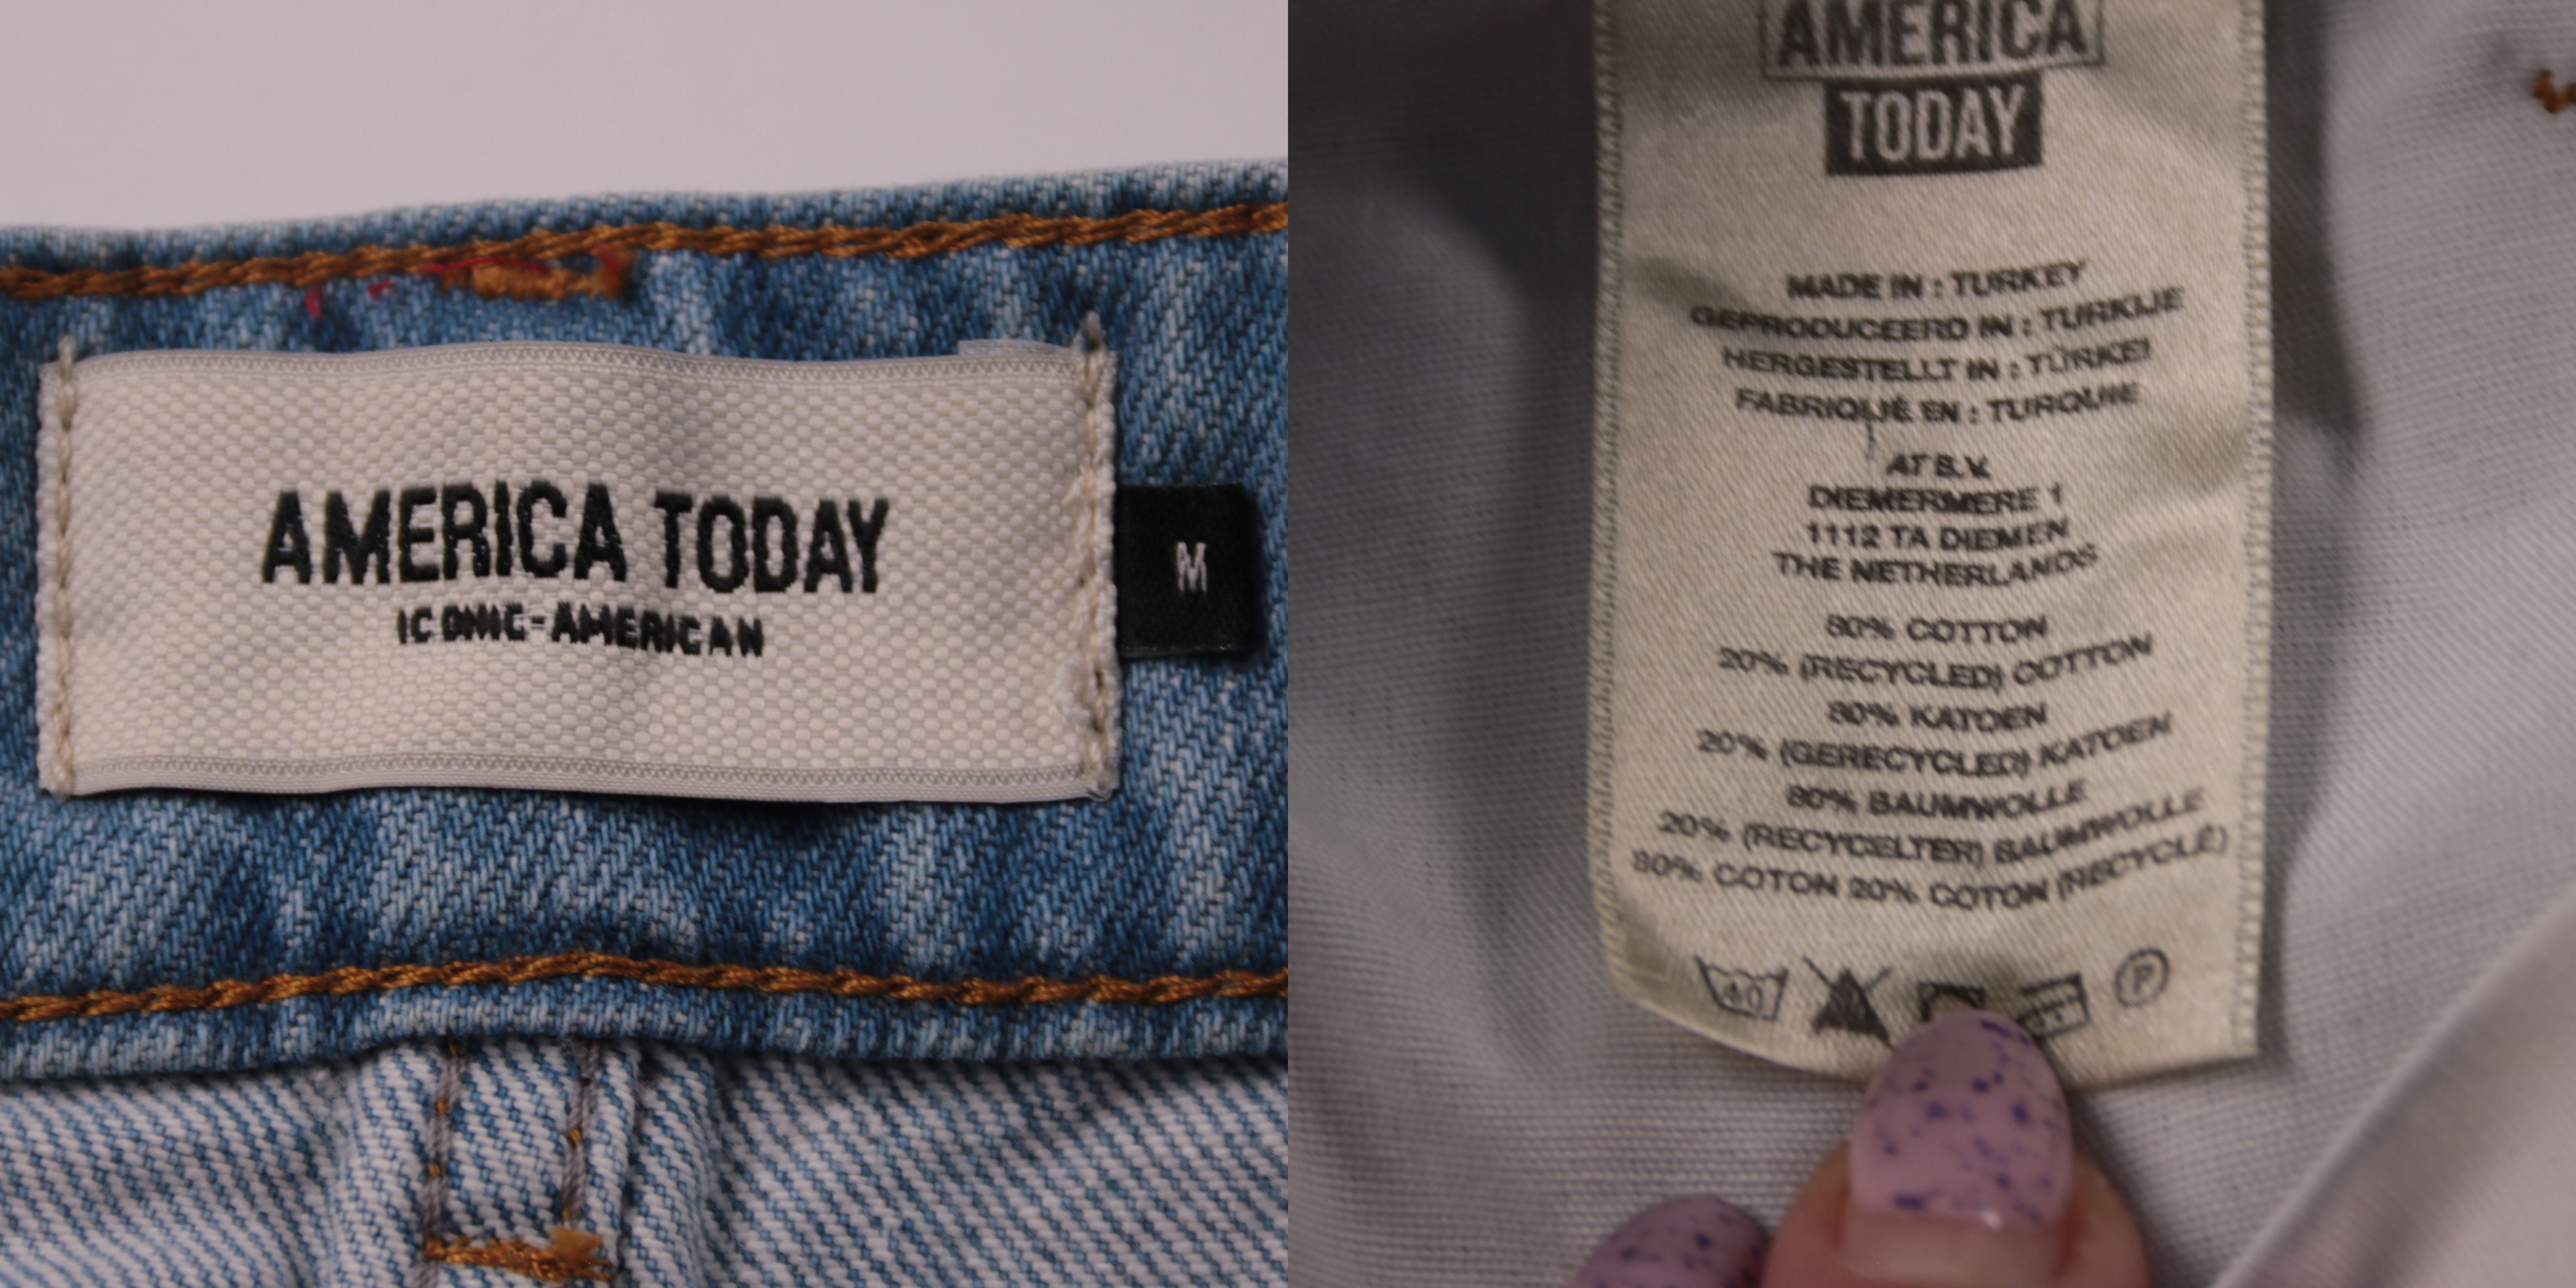 AMERICA TODAY
ICONIC-AMERICAN
M
AMERICA
TODAY
MADE IN : TURKEY
GEPRODUCEERD IN : TURKIJE
HERGESTELLT IN : TÜRKEI
FABRIQUÉ EN : TURQUIE
AT B.V.
DIEMERMERE 1
1112 TA DIEMEN
THE NETHERLANDS
80% COTTON
20% (RECYCLED) COTTON
80% KATOEN
20% (GERECYCLED) KATOEN
80% BAUMWOLLE
20% (RECYCELTER) BAUMWOLLE
80% COTON 20% COTON (RECYCLÉ)
40
P